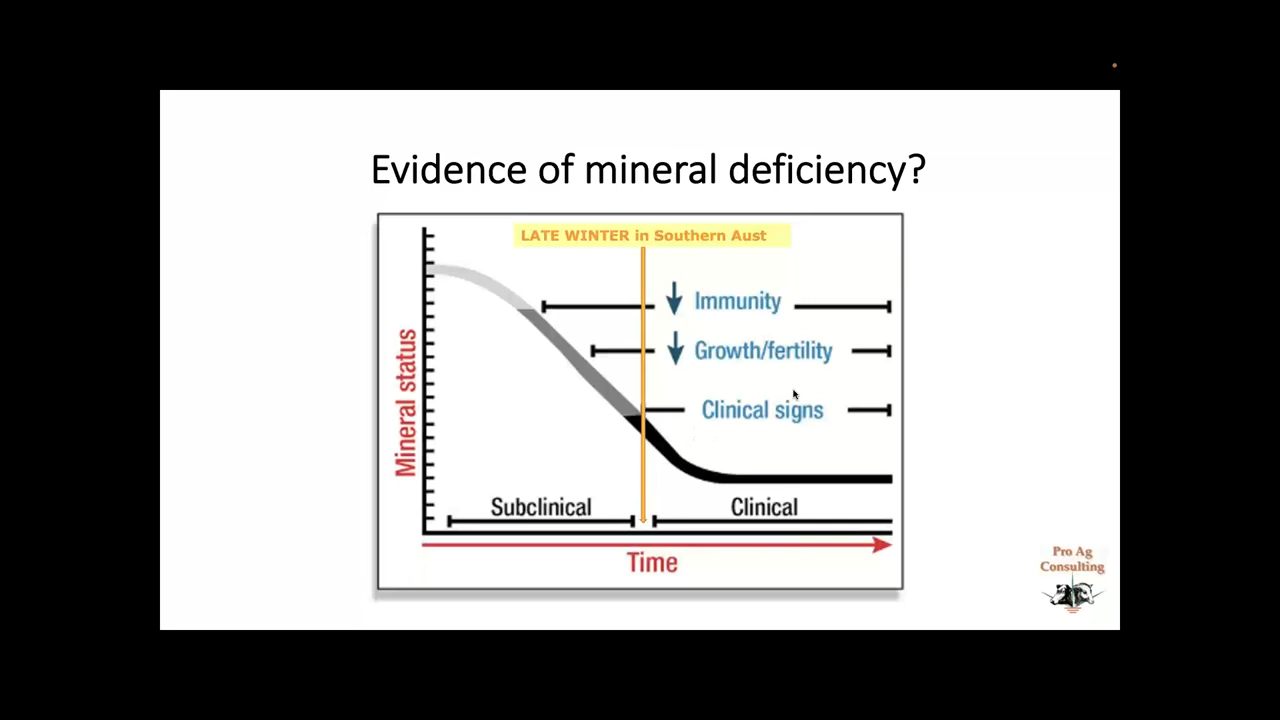 Evidence of mineral deficiency?
LATE WINTER in Southern Aust
Immunity
Growth/fertility
Clinical signs
Mineral status
Subclinical
Clinical
Time
Pro Ag
Consulting